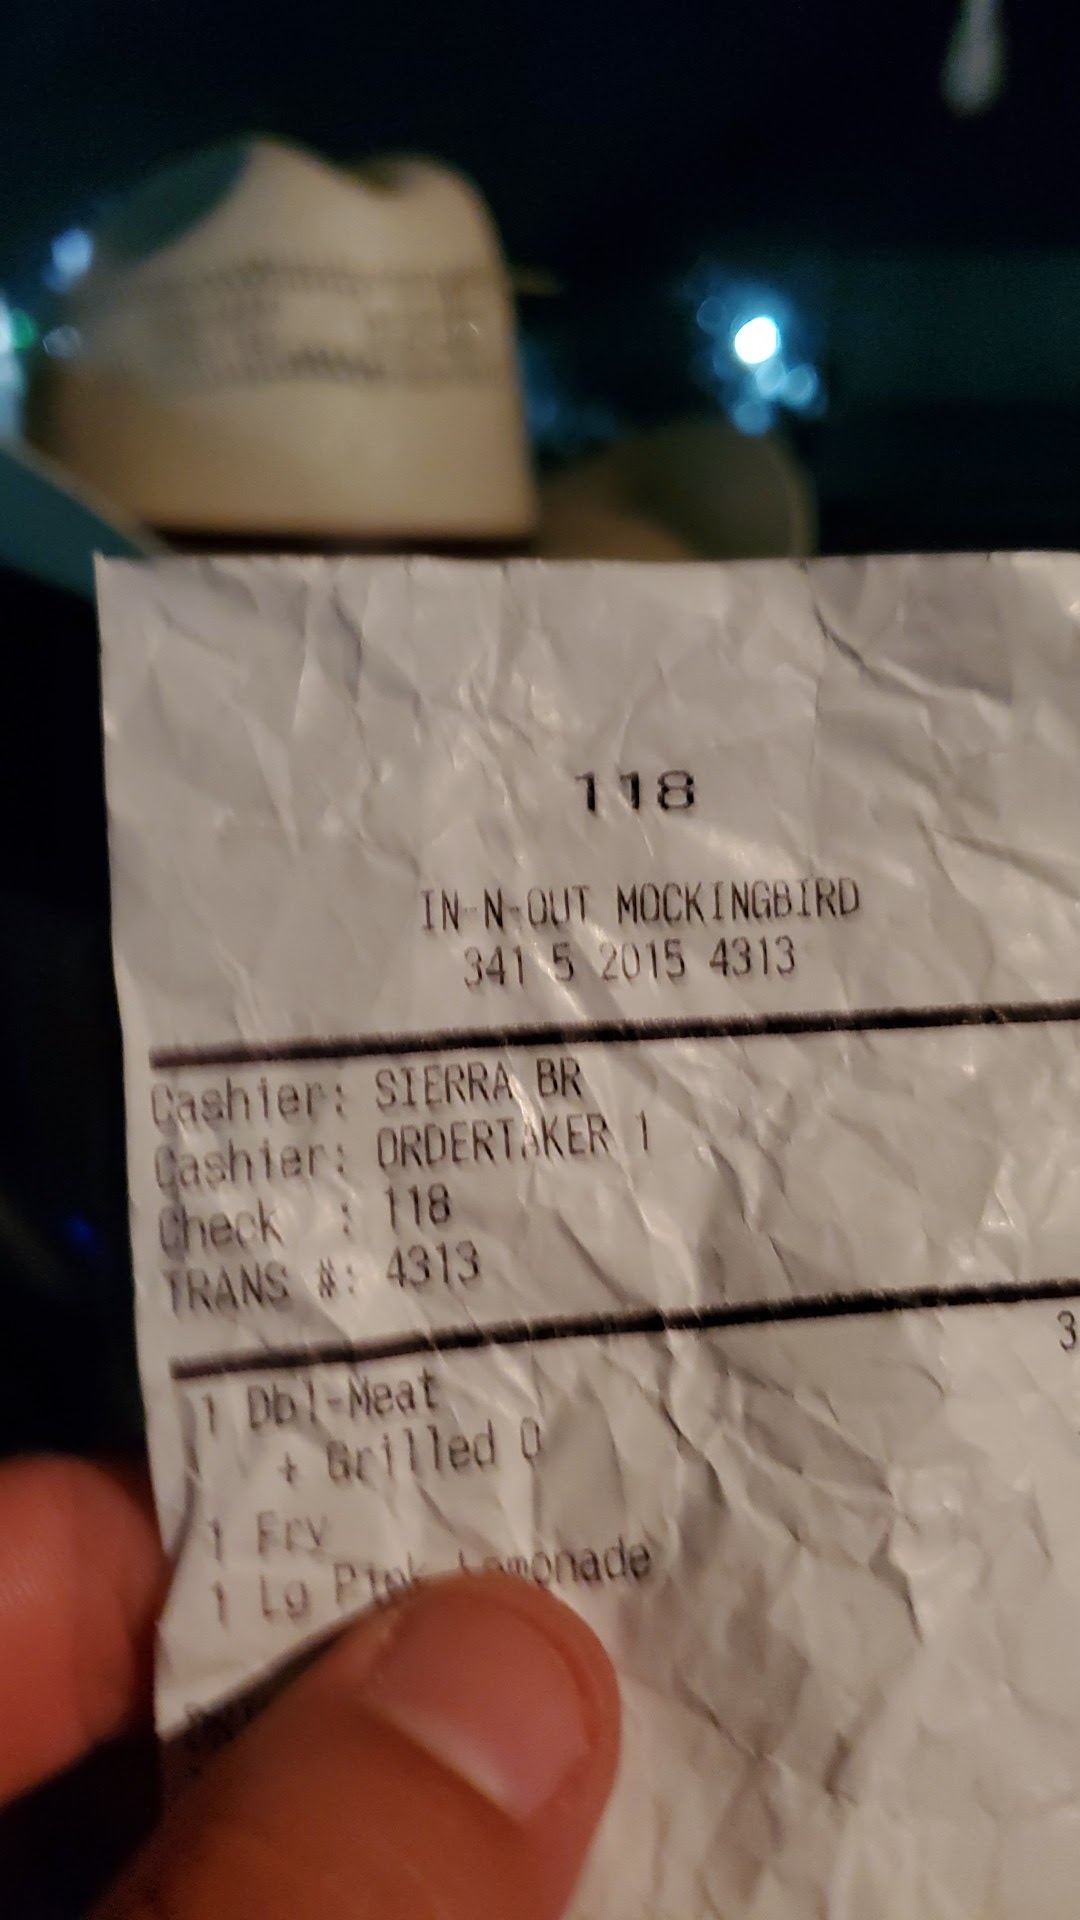 118
IN-N-OUT MOCKINGBIRD
341 5 2015 4313
Cashier: SIERRA BR
Cashier: ORDERTAKER 1
Check : 118
TRANS #: 4313
3
1 Dbl-Meat
+ Grilled O
1 Fry
1 Lg Pink Lemonade